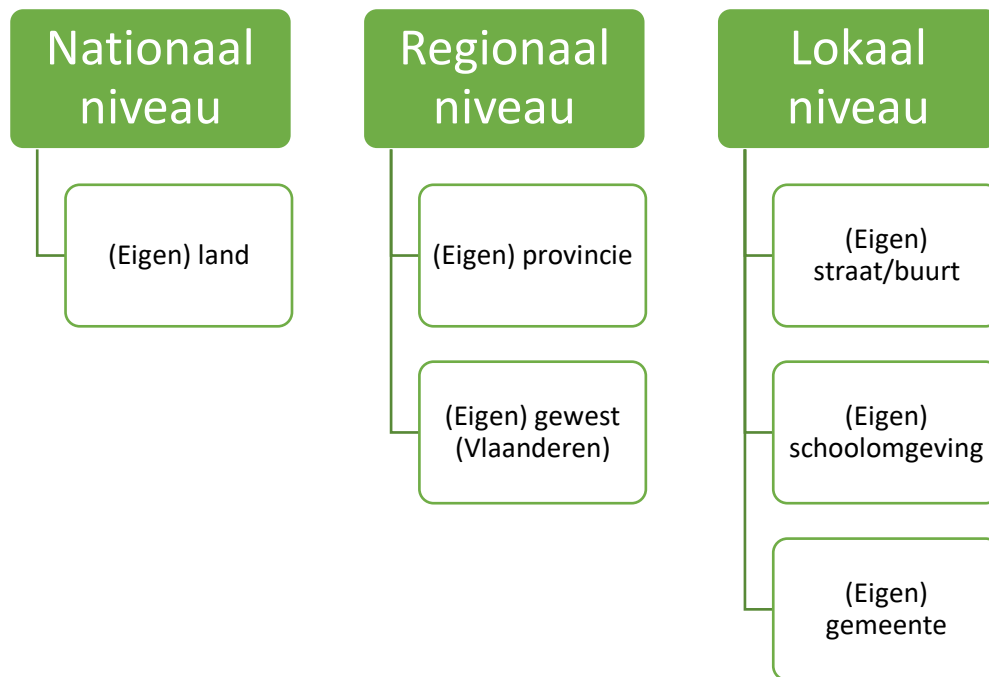 Nationaal
niveau
(Eigen) land
Regionaal
niveau
(Eigen) provincie
(Eigen) gewest
(Vlaanderen)
Lokaal
niveau
(Eigen)
straat/buurt
(Eigen)
schoolomgeving
(Eigen)
gemeente